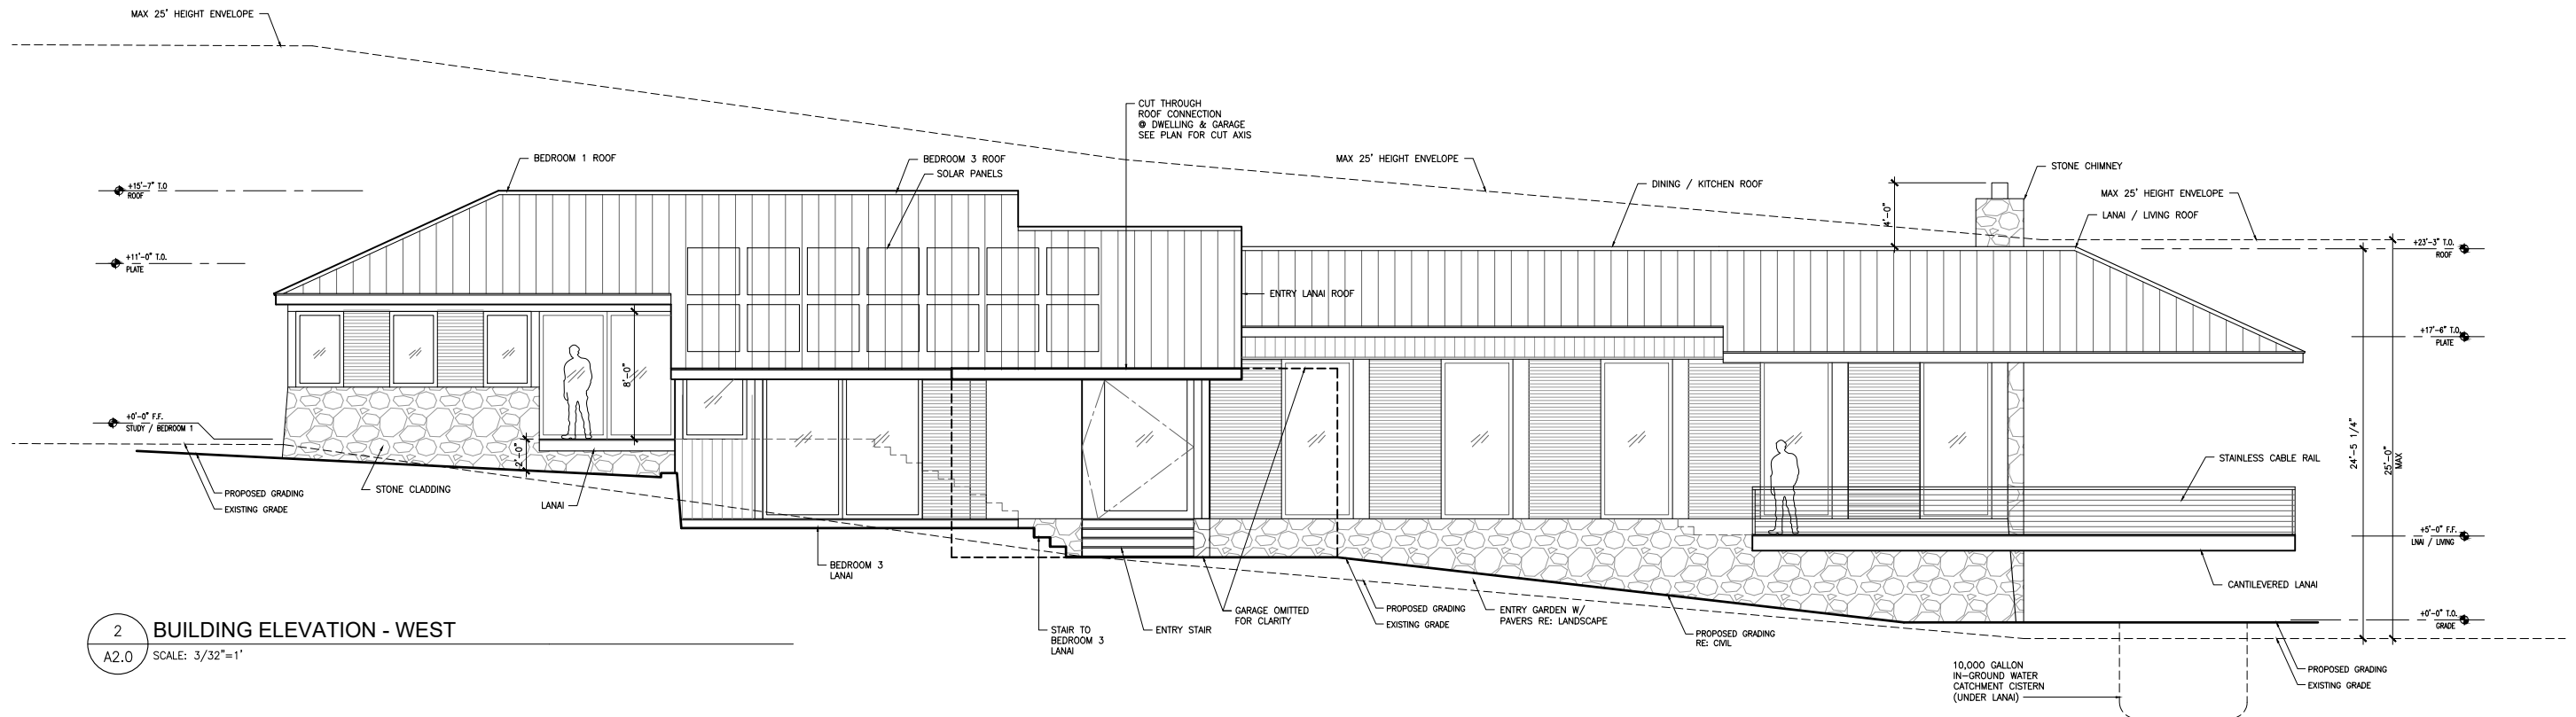 MAX 25' HEIGHT ENVELOPE
CUT THROUGH
ROOF CONNECTION
@ DWELLING & GARAGE
SEE PLAN FOR CUT AXIS
BEDROOM 1 ROOF
BEDROOM 3 ROOF
SOLAR PANELS
MAX 25' HEIGHT ENVELOPE
DINING / KITCHEN ROOF
STONE CHIMNEY
MAX 25' HEIGHT ENVELOPE
LANAI / LIVING ROOF
+15'-7" T.O
ROOF
4'-0"
+23'-3" T.O.
ROOF
+11'-0" T.O.
PLATE
ENTRY LANAI ROOF
+17'-6" T.O.
PLATE
8'-0"
+0'-0" F.F.
STUDY / BEDROOM 1
2'-0"
24'-5 1/4"
25'-0"
MAX
STAINLESS CABLE RAIL
PROPOSED GRADING
EXISTING GRADE
STONE CLADDING
LANAI
+5'-0" F.F.
LNAI / LIVING
BEDROOM 3
LANAI
CANTILEVERED LANAI
STAIR TO
BEDROOM 3
LANAI
ENTRY STAIR
GARAGE OMITTED
FOR CLARITY
PROPOSED GRADING
EXISTING GRADE
ENTRY GARDEN W/
PAVERS RE: LANDSCAPE
PROPOSED GRADING
RE: CIVIL
+0'-0" T.O.
GRADE
2
A2.0
BUILDING ELEVATION - WEST
SCALE: 3/32"=1'
10,000 GALLON
IN-GROUND WATER
CATCHMENT CISTERN
(UNDER LANAI)
PROPOSED GRADING
EXISTING GRADE